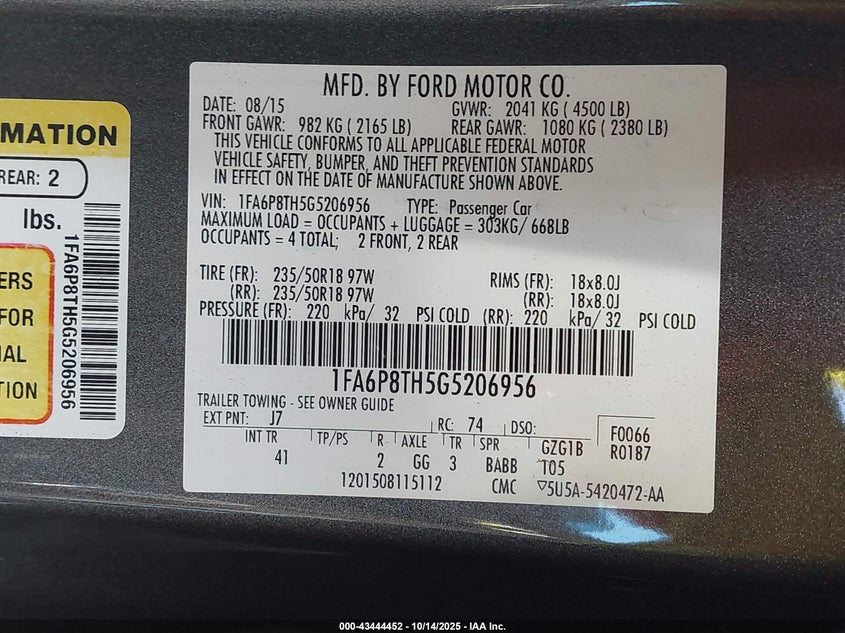 MATION
REAR: 2
lbs.
ERS
FOR
AL
TION
1FA6P8TH5G5206956
MFD. BY FORD MOTOR CO.
DATE: 08/15 GVWR: 2041 KG ( 4500 LB)
FRONT GAWR: 982 KG ( 2165 LB) REAR GAWR: 1080 KG ( 2380 LB)
THIS VEHICLE CONFORMS TO ALL APPLICABLE FEDERAL MOTOR
VEHICLE SAFETY, BUMPER, AND THEFT PREVENTION STANDARDS
IN EFFECT ON THE DATE OF MANUFACTURE SHOWN ABOVE.
VIN: 1FA6P8TH5G5206956 TYPE: Passenger Car
MAXIMUM LOAD = OCCUPANTS + LUGGAGE = 303KG/ 668LB
OCCUPANTS = 4 TOTAL; 2 FRONT, 2 REAR
TIRE (FR): 235/50R18 97W RIMS (FR): 18x8.0J
(RR): 235/50R18 97W (RR): 18x8.0J
PRESSURE (FR): 220 kPa/ 32 PSI COLD (RR): 220 kPa/ 32 PSI COLD
1FA6P8TH5G5206956
TRAILER TOWING - SEE OWNER GUIDE
EXT PNT: J7 RC: 74 DSO: F0066
INT TR TP/PS R AXLE TR SPR GZG1B R0187
41 2 GG 3 BABB T05
1201508115112 CMC ▽5U5A-5420472-AA
000-43444452 - 10/14/2025 - IAA Inc.